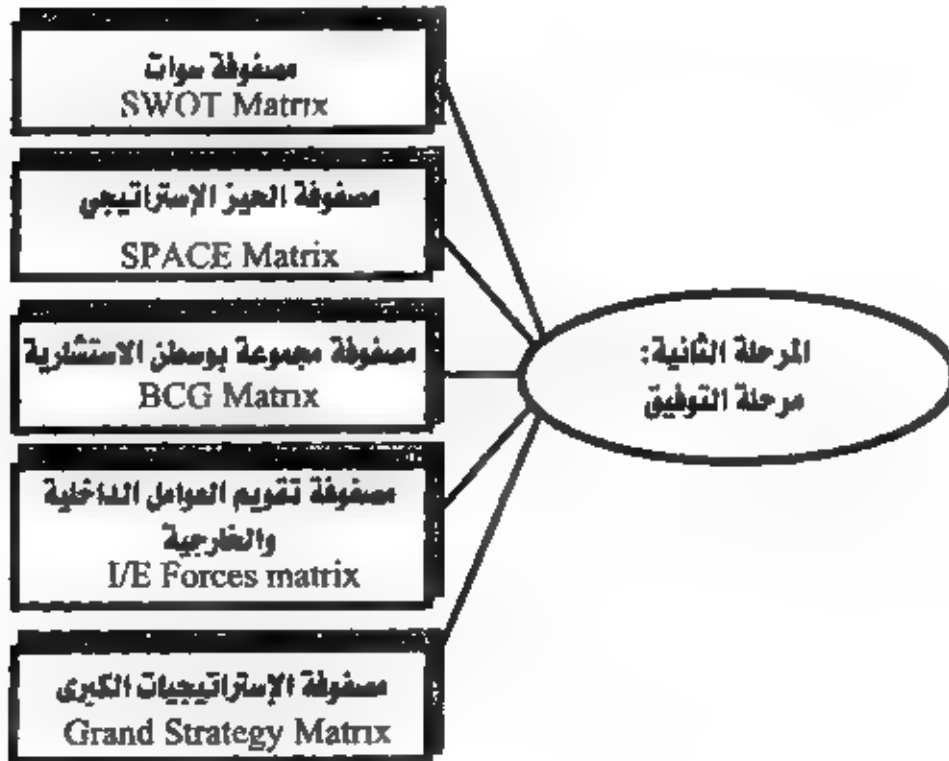 مصفوفة سوات
SWOT Matrix
مصفوفة الحيز الإستراتيجي
SPACE Matrix
مصفوفة مجموعة بوسطن الاستشارية
BCG Matrix
مصفوفة تقويم العوامل الداخلية
والخارجية
I/E Forces matrix
مصفوفة الإستراتيجيات الكبرى
Grand Strategy Matrix
المرحلة الثانية:
مرحلة التوفيق